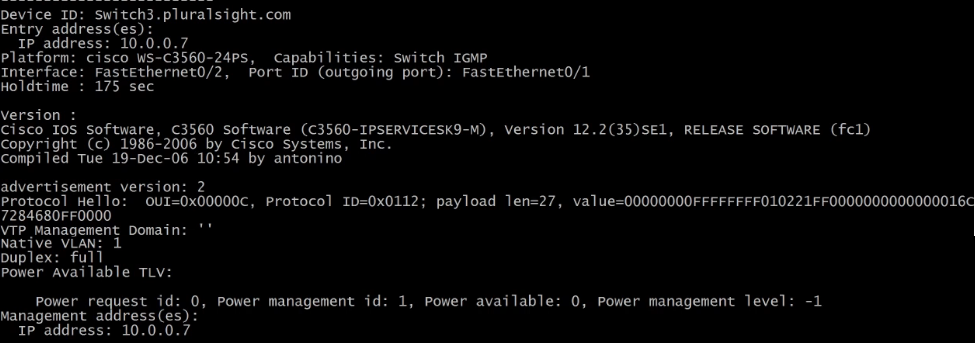 Device ID: Switch3.pluralsight.com
Entry address(es):
  IP address: 10.0.0.7
Platform: cisco WS-C3560-24PS,  Capabilities: Switch IGMP
Interface: FastEthernet0/2,  Port ID (outgoing port): FastEthernet0/1
Holdtime : 175 sec

Version :
Cisco IOS Software, C3560 Software (C3560-IPSERVICESK9-M), Version 12.2(35)SE1, RELEASE SOFTWARE (fc1)
Copyright (c) 1986-2006 by Cisco Systems, Inc.
Compiled Tue 19-Dec-06 10:54 by antonino

advertisement version: 2
Protocol Hello:  OUI=0x00000C, Protocol ID=0x0112; payload len=27, value=00000000FFFFFFFF010221FF0000000000000016C
7284680FF0000
VTP Management Domain: ''
Native VLAN: 1
Duplex: full
Power Available TLV:

    Power request id: 0, Power management id: 1, Power available: 0, Power management level: -1
Management address(es):
  IP address: 10.0.0.7